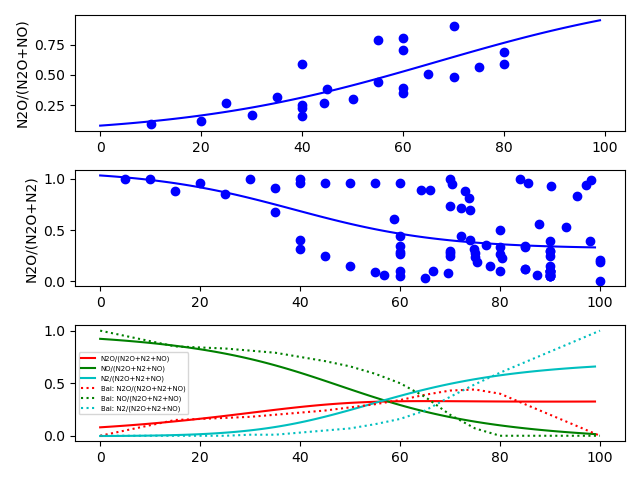 N2O/(N2O+NO)
0.75
0.50
0.25
0 20 40 60 80 100
N2O/(N2O+N2)
1.0
0.5
0.0
0 20 40 60 80 100
1.0
0.5
0.0
N2O/(N2O+N2+NO)
NO/(N2O+N2+NO)
N2/(N2O+N2+NO)
Bai: N2O/(N2O+N2+NO)
Bai: NO/(N2O+N2+NO)
Bai: N2/(N2O+N2+NO)
0 20 40 60 80 100